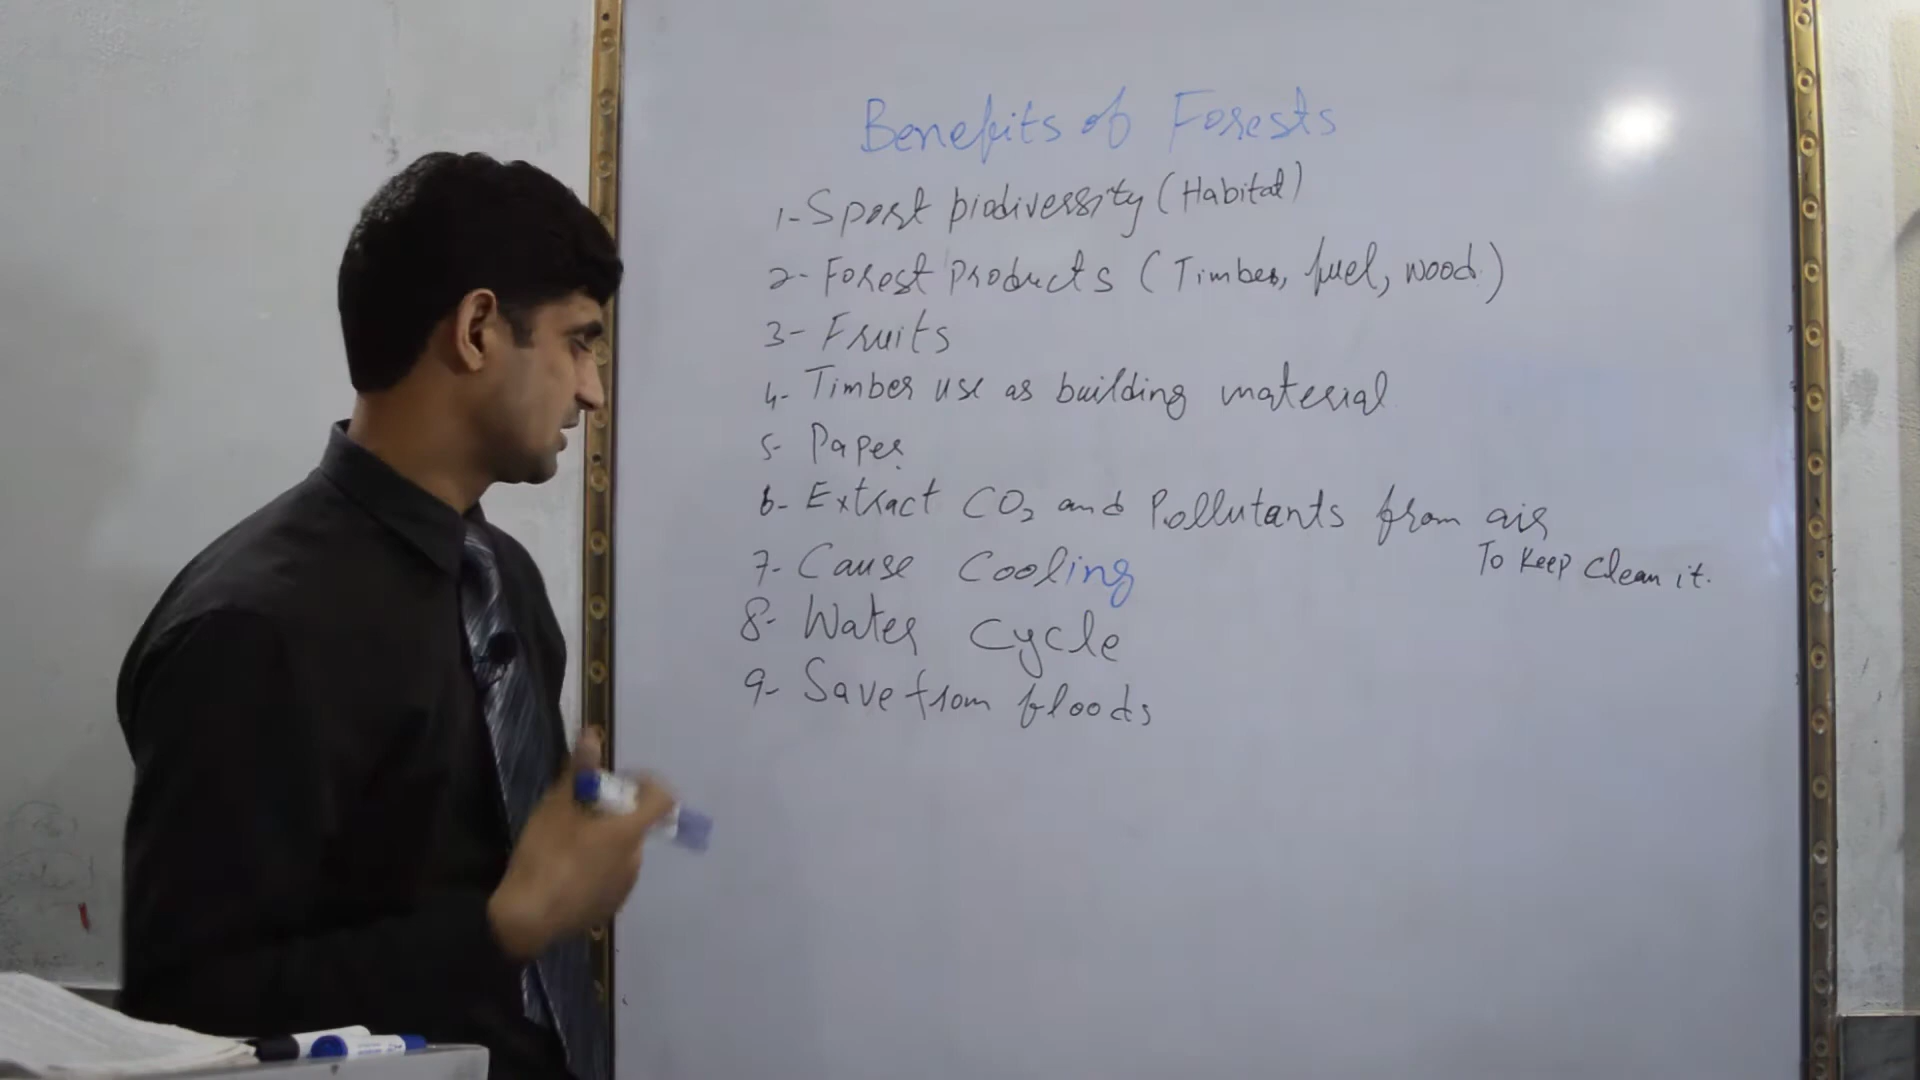 Benefits of Forests
1- Sport biodiversity (Habitat)
2- Forest Products (Timber, fuel, wood.)
3- Fruits
4- Timber use as building material
5- Paper
6- Extract CO₂ and Pollutants from air
To Keep Clean it.
7- Cause Cooling
8- Water Cycle
9- Save from floods